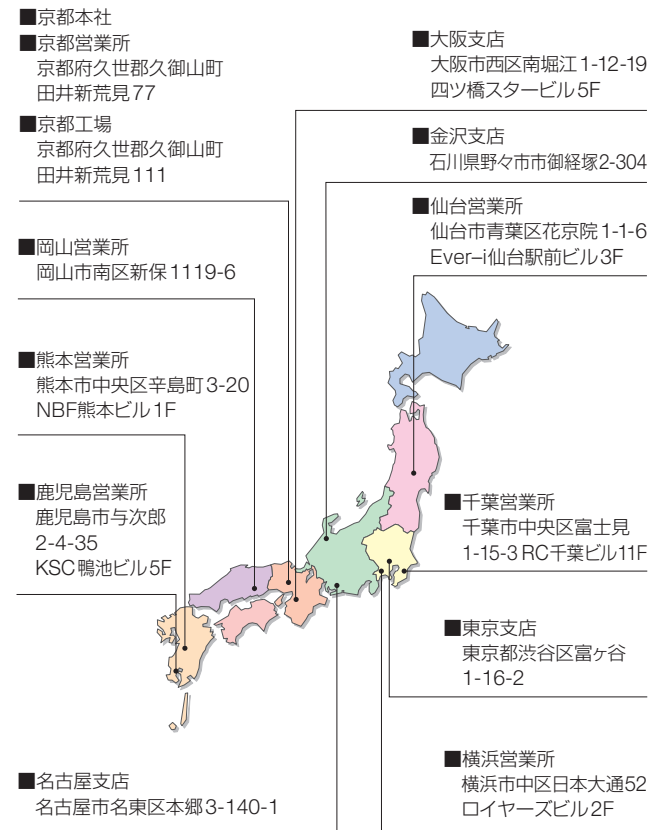 ■京都本社
■京都営業所
京都府久世郡久御山町
田井新荒見77
■京都工場
京都府久世郡久御山町
田井新荒見111
■岡山営業所
岡山市南区新保1119-6
■熊本営業所
熊本市中央区辛島町3-20
NBF熊本ビル1F
■鹿児島営業所
鹿児島市与次郎
2-4-35
KSC鴨池ビル5F
■名古屋支店
名古屋市名東区本郷3-140-1
■大阪支店
大阪市西区南堀江1-12-19
四ツ橋スタービル5F
■金沢支店
石川県野々市市御経塚2-304
■仙台営業所
仙台市青葉区花京院1-1-6
Ever–i仙台駅前ビル3F
■千葉営業所
千葉市中央区富士見
1-15-3 RC千葉ビル11F
■東京支店
東京都渋谷区富ヶ谷
1-16-2
■横浜営業所
横浜市中区日本大通52
ロイヤーズビル2F